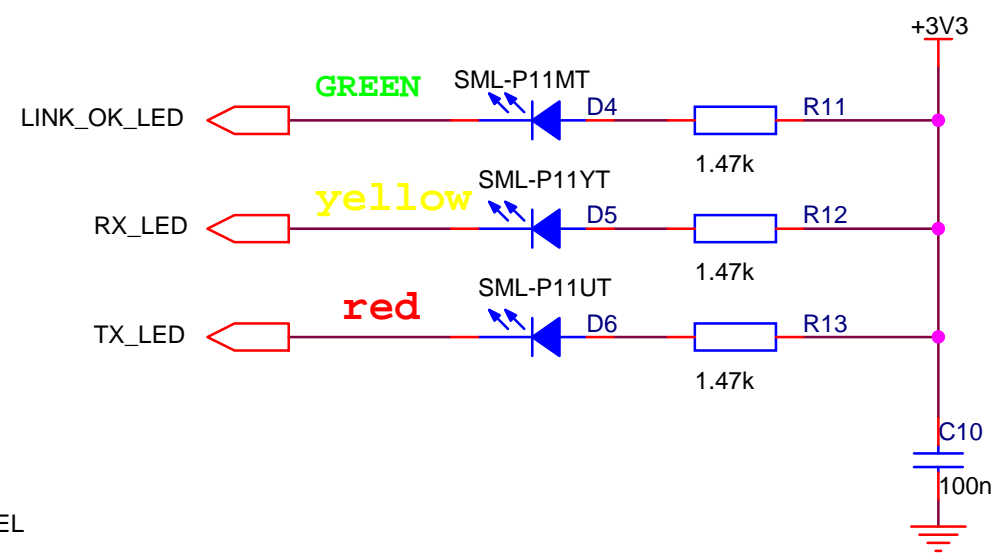 +3V3
GREEN
SML-P11MT
LINK_OK_LED
D4
R11
1.47k
yellow
SML-P11YT
RX_LED
D5
R12
1.47k
red
SML-P11UT
TX_LED
D6
R13
1.47k
C10
100n
EL